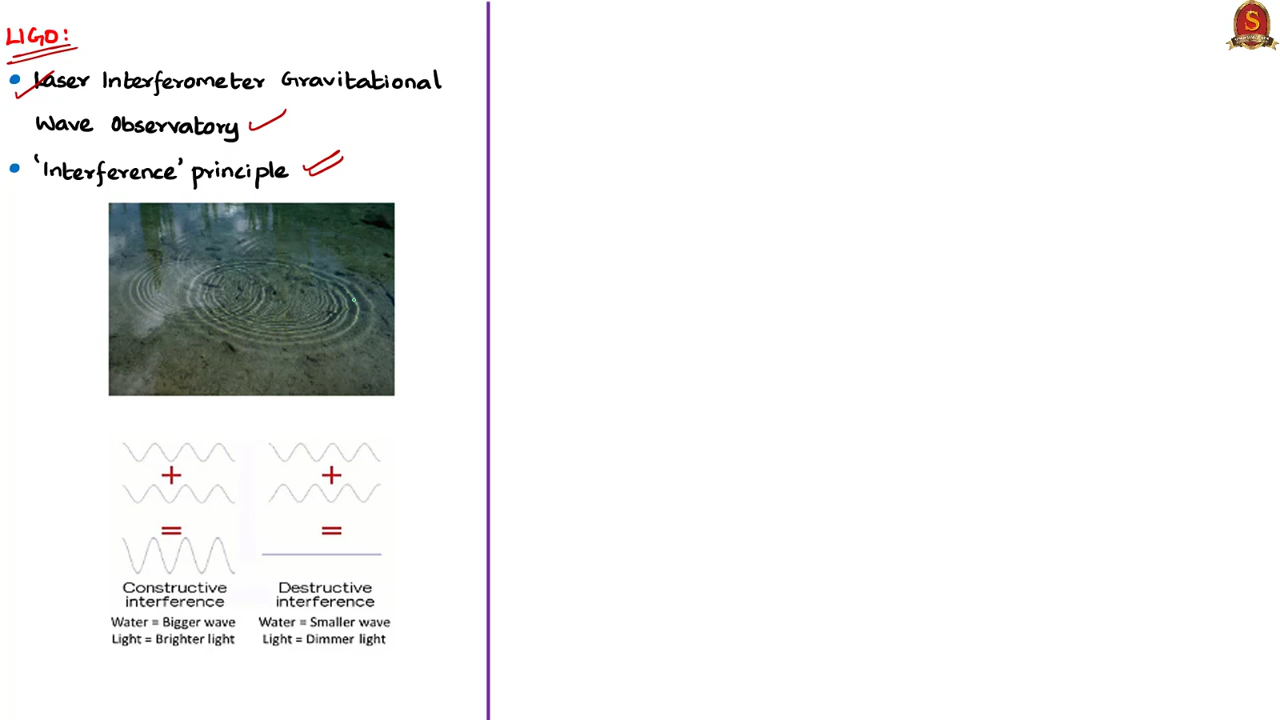 LIGO:
• Laser Interferometer Gravitational
Wave Observatory
• 'Interference' principle
+ +
= =
Constructive Destructive
interference interference
Water = Bigger wave Water = Smaller wave
Light = Brighter light Light = Dimmer light
S